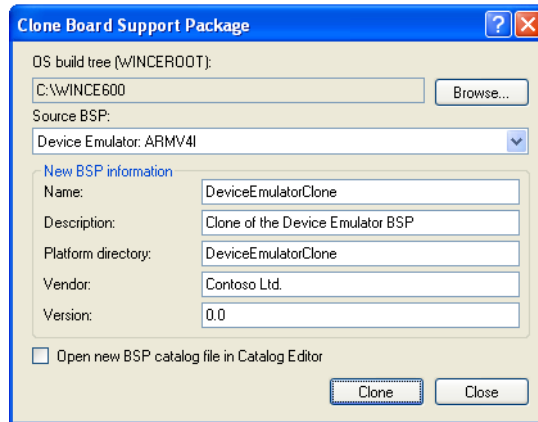 Clone Board Support Package
OS build tree (WINCEROOT):
C:\WINCE600
Browse...
Source BSP:
Device Emulator: ARMV4I
New BSP information
Name: DeviceEmulatorClone
Description: Clone of the Device Emulator BSP
Platform directory: DeviceEmulatorClone
Vendor: Contoso Ltd.
Version: 0.0
Open new BSP catalog file in Catalog Editor
Clone Close